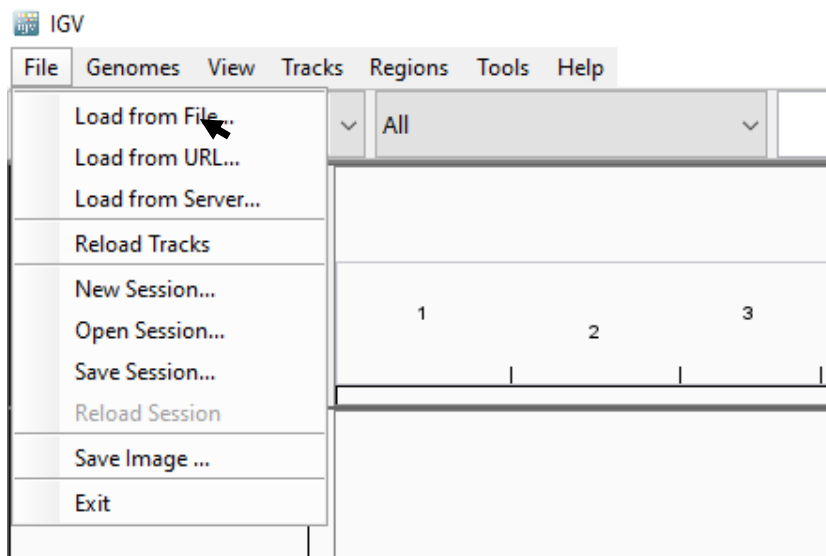 IGV
File Genomes View Tracks Regions Tools Help
Load from File...
All
Load from URL...
Load from Server...
Reload Tracks
New Session...
Open Session...
Save Session...
Reload Session
Save Image ...
Exit
1
2
3